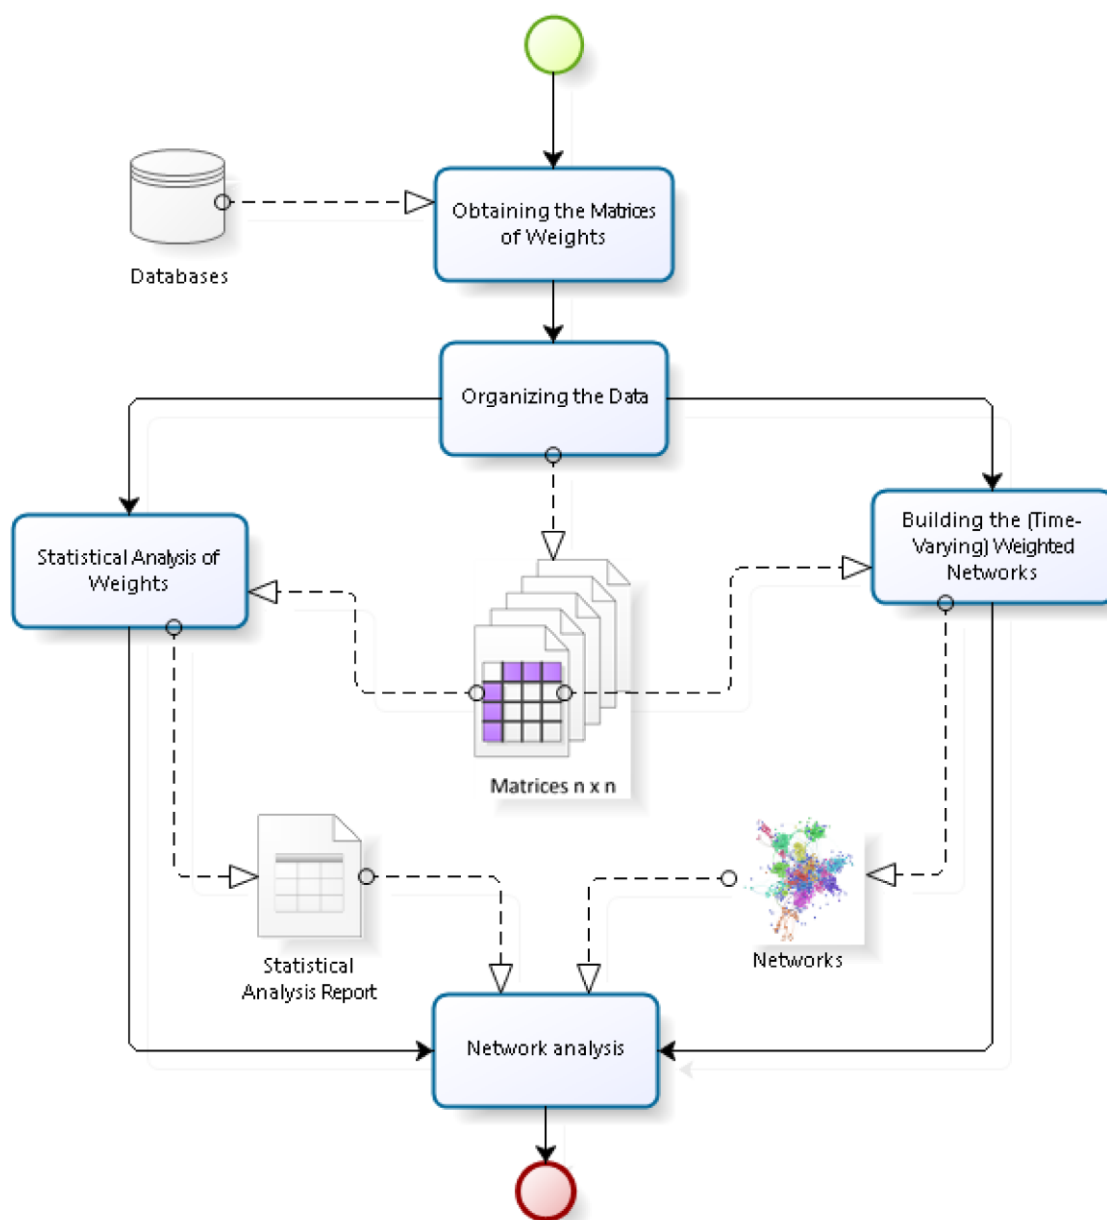 Obtaining the Matrices
of Weights
Databases
Organizing the Data
Statistical Analysis of
Weights
Building the (Time-
Varying) Weighted
Networks
Matrices n x n
Statistical
Analysis Report
Networks
Network analysis